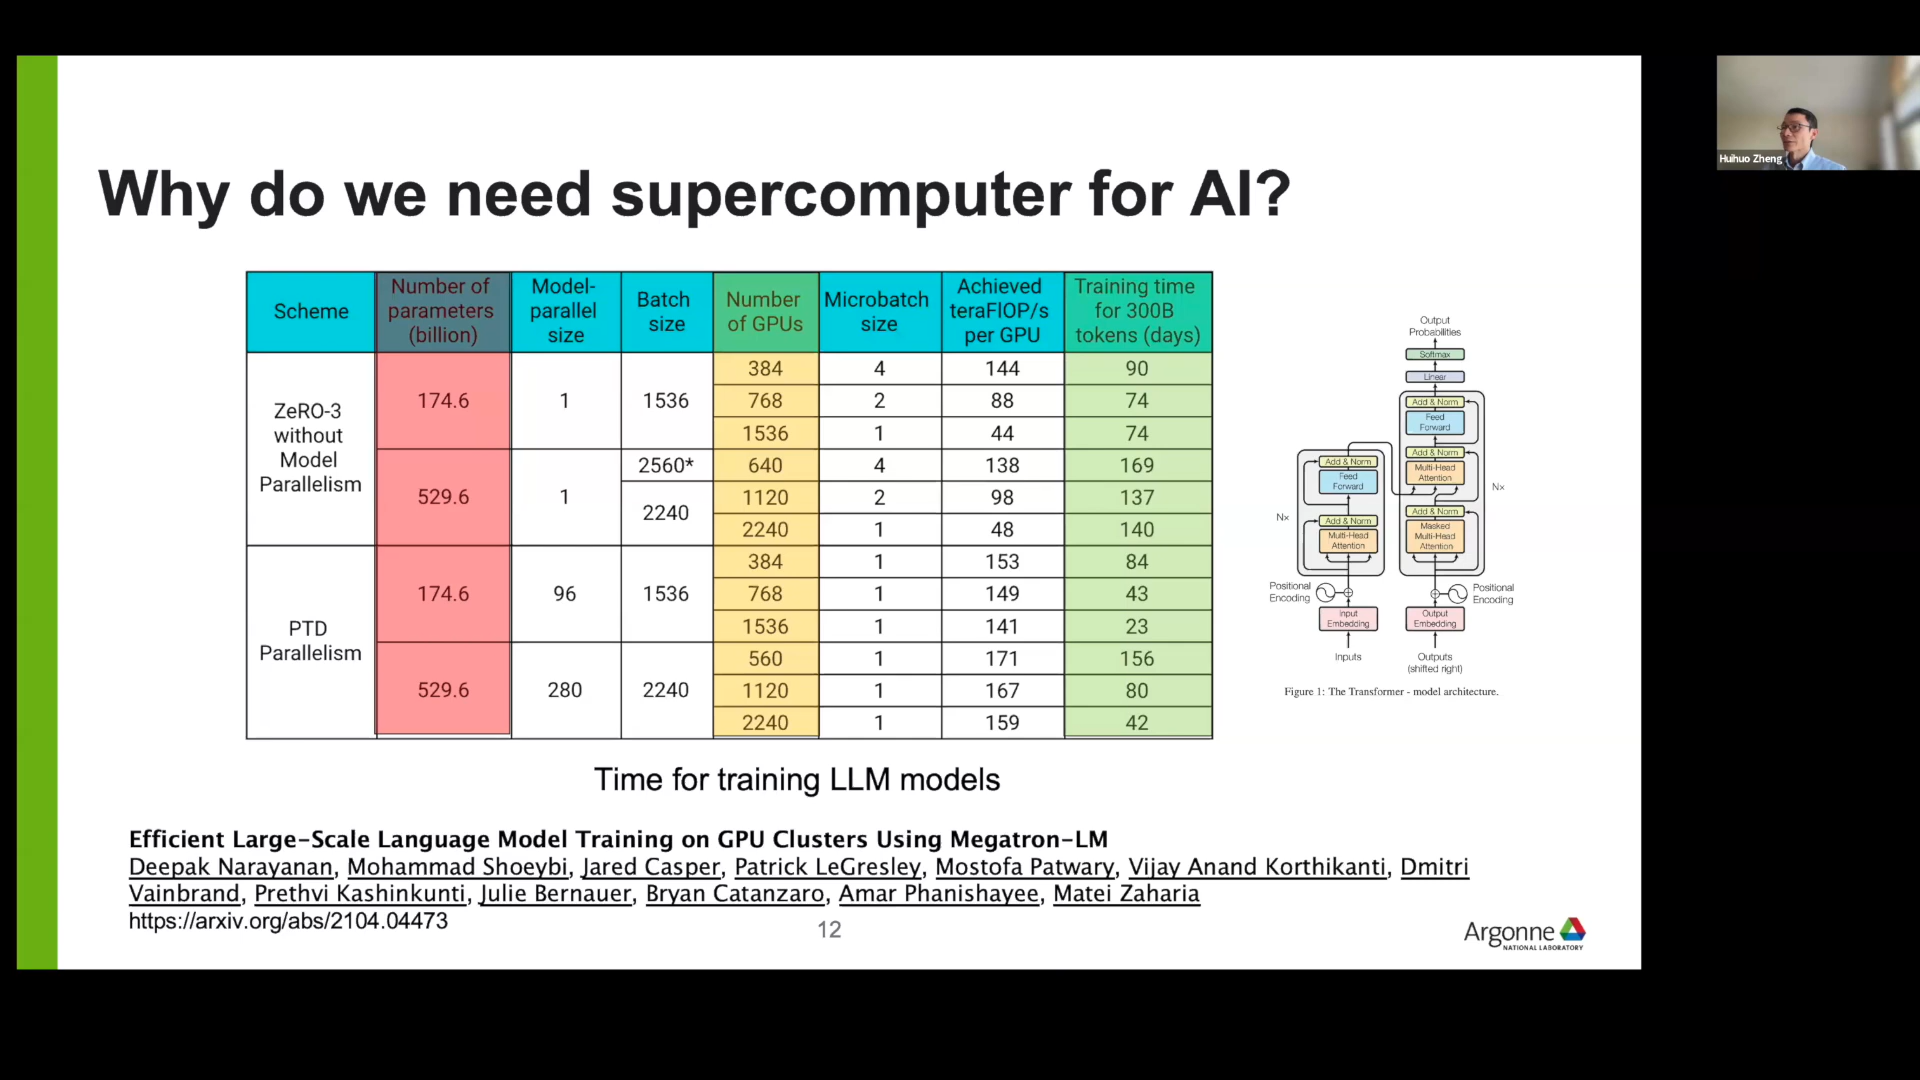 Why do we need supercomputer for AI?
Huihuo Zheng
Scheme
Number of
parameters
(billion)
Model-
parallel
size
Batch
size
Number
of GPUs
Microbatch
size
Achieved
teraFlOP/s
per GPU
Training time
for 300B
tokens (days)
ZeRO-3
without
Model
Parallelism
174.6
1
1536
384
4
144
90
768
2
88
74
1536
1
44
74
529.6
1
2560*
640
4
138
169
2240
1120
2
98
137
2240
1
48
140
PTD
Parallelism
174.6
96
1536
384
1
153
84
768
1
149
43
1536
1
141
23
529.6
280
2240
560
1
171
156
1120
1
167
80
2240
1
159
42
Time for training LLM models
Output
Probabilities
Softmax
Linear
Add & Norm
Feed
Forward
Add & Norm
Multi-Head
Attention
Add & Norm
Masked
Multi-Head
Attention
Nx
Add & Norm
Feed
Forward
Add & Norm
Multi-Head
Attention
Nx
Positional
Encoding
Positional
Encoding
Input
Embedding
Output
Embedding
Inputs
Outputs
(shifted right)
Figure 1: The Transformer - model architecture.
Efficient Large-Scale Language Model Training on GPU Clusters Using Megatron-LM
Deepak Narayanan, Mohammad Shoeybi, Jared Casper, Patrick LeGresley, Mostofa Patwary, Vijay Anand Korthikanti, Dmitri
Vainbrand, Prethvi Kashinkunti, Julie Bernauer, Bryan Catanzaro, Amar Phanishayee, Matei Zaharia
https://arxiv.org/abs/2104.04473
12
Argonne
NATIONAL LABORATORY